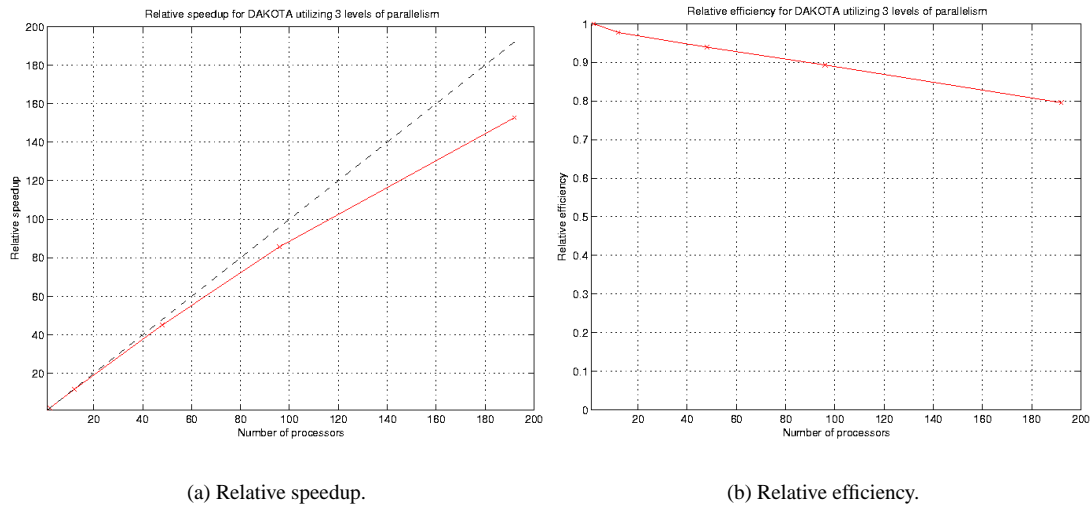 Relative speedup for DAKOTA utilizing 3 levels of parallelism
200
180
160
140
120
100
80
60
40
20
Relative speedup
20 40 60 80 100 120 140 160 180 200
Number of processors
(a) Relative speedup.
Relative efficiency for DAKOTA utilizing 3 levels of parallelism
1
0.9
0.8
0.7
0.6
0.5
0.4
0.3
0.2
0.1
0
Relative efficiency
20 40 60 80 100 120 140 160 180 200
Number of processors
(b) Relative efficiency.